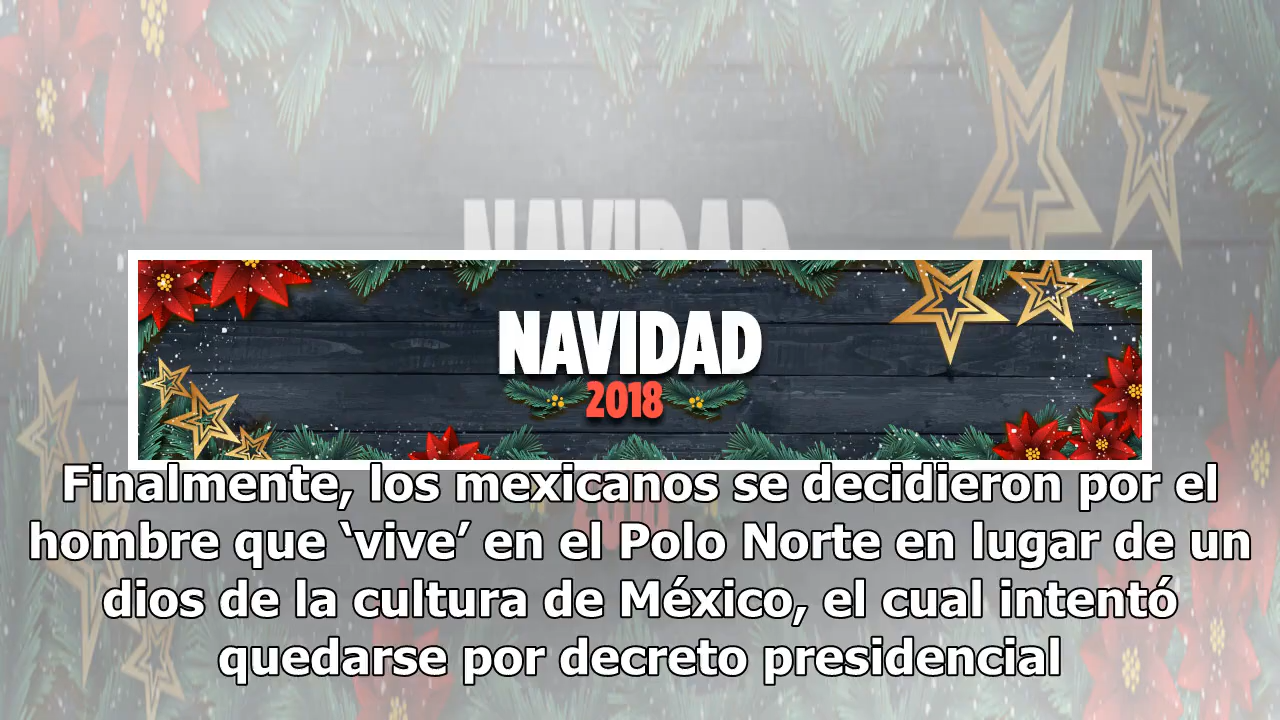 NAVIDAD
NAVIDAD
2018
Finalmente, los mexicanos se decidieron por el
hombre que ‘vive’ en el Polo Norte en lugar de un
dios de la cultura de México, el cual intentó
quedarse por decreto presidencial